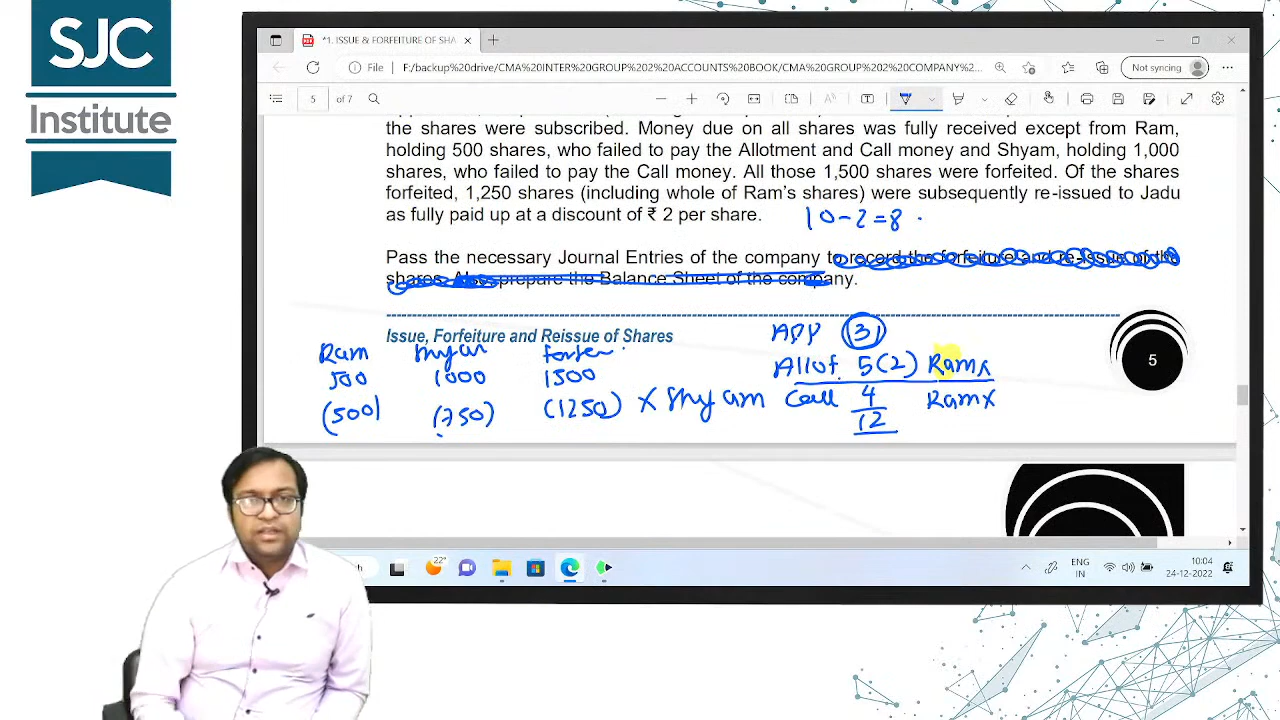 SJC
Institute
*1. ISSUE & FORFEITURE OF SHA
File
F:/backup%20drive/CMA%20INTER%20GROUP%202%20ACCOUNTS%20BOOK/CMA%20GROUP%202%20COMPANY%2...
Not syncing
5 of 7
the shares were subscribed. Money due on all shares was fully received except from Ram,
holding 500 shares, who failed to pay the Allotment and Call money and Shyam, holding 1,000
shares, who failed to pay the Call money. All those 1,500 shares were forfeited. Of the shares
forfeited, 1,250 shares (including whole of Ram's shares) were subsequently re-issued to Jadu
as fully paid up at a discount of ₹ 2 per share.
10-2=8
Pass the necessary Journal Entries of the company to record the forfeiture and re-issue of the
shares. Also prepare the Balance Sheet of the company.
Issue, Forfeiture and Reissue of Shares
5
APP 3
Ram
500 1000 1500
Allot. 5(2) Ram x
(500) (750) (1250) x Shyam Call 4 Ram x
12
22°
ENG
IN
10:04
24-12-2022